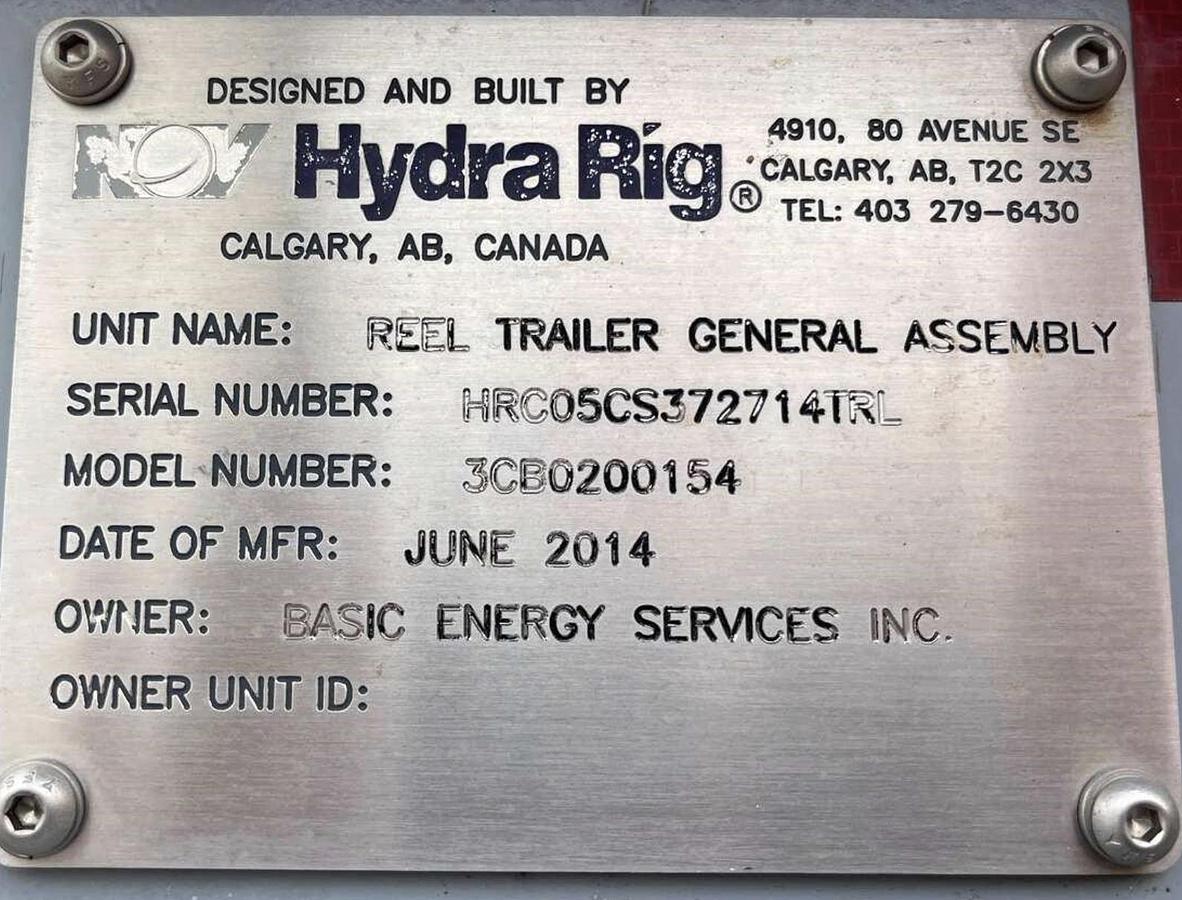 DESIGNED AND BUILT BY
NOV Hydra Rig®
4910, 80 AVENUE SE
CALGARY, AB, T2C 2X3
TEL: 403 279-6430
CALGARY, AB, CANADA
UNIT NAME: REEL TRAILER GENERAL ASSEMBLY
SERIAL NUMBER: HRC05CS372714TRL
MODEL NUMBER: 3CB0200154
DATE OF MFR: JUNE 2014
OWNER: BASIC ENERGY SERVICES INC.
OWNER UNIT ID: